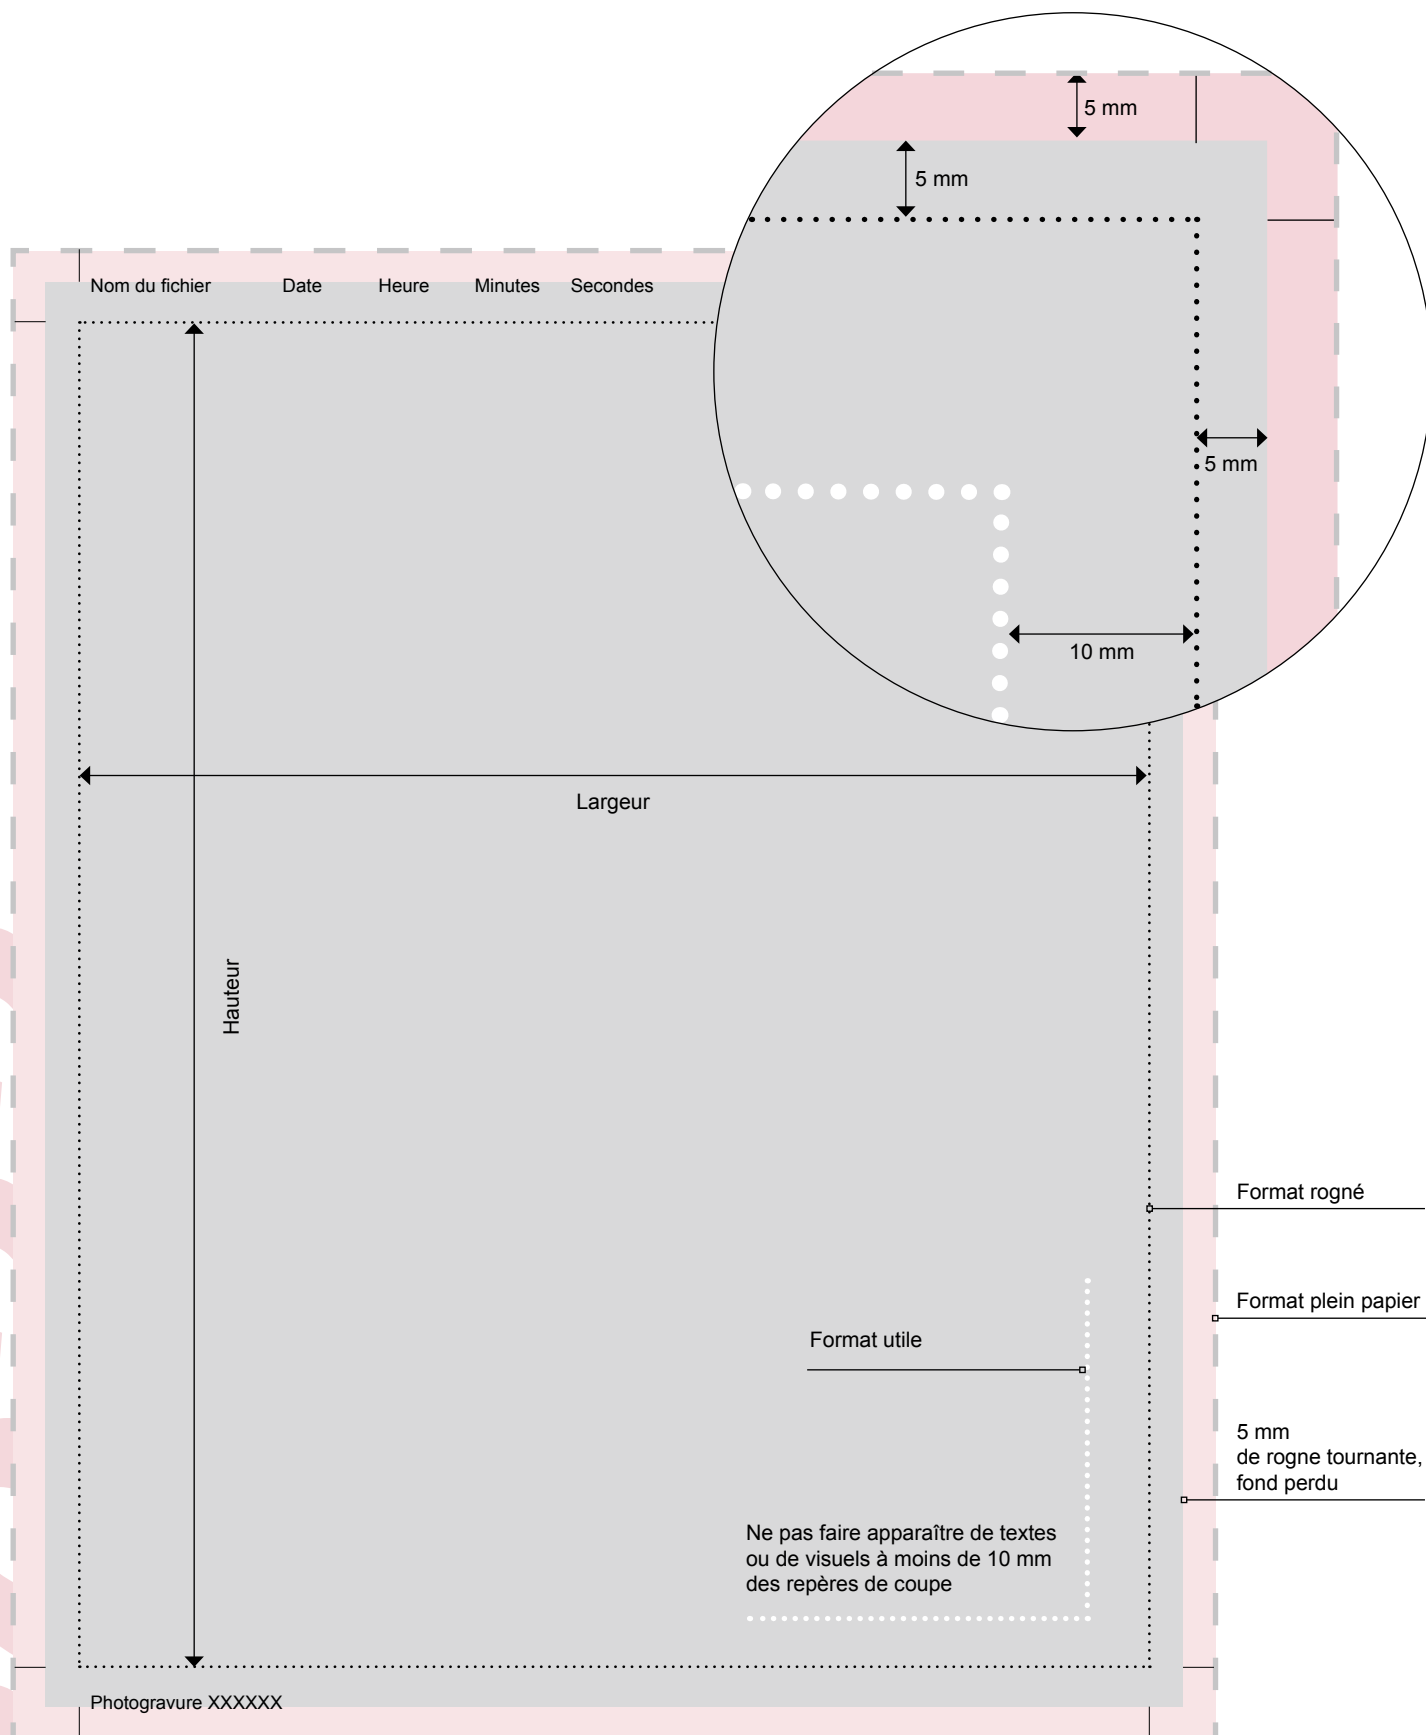 5 mm
5 mm
Nom du fichier Date Heure Minutes Secondes
5 mm
10 mm
Largeur
Hauteur
Format rogné
Format plein papier
Format utile
5 mm
de rogne tournante,
fond perdu
Ne pas faire apparaître de textes
ou de visuels à moins de 10 mm
des repères de coupe
Photogravure XXXXXX